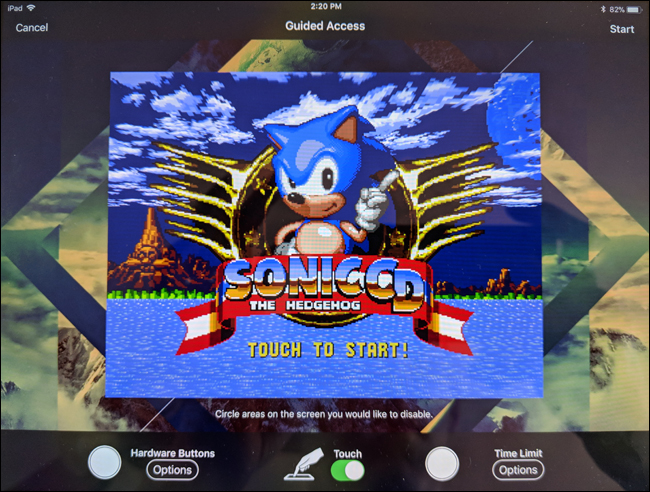 iPad 2:20 PM 82%
Cancel Guided Access Start
SONIC CD
THE HEDGEHOG
TOUCH TO START!
Circle areas on the screen you would like to disable.
Hardware Buttons Touch Time Limit
Options Options